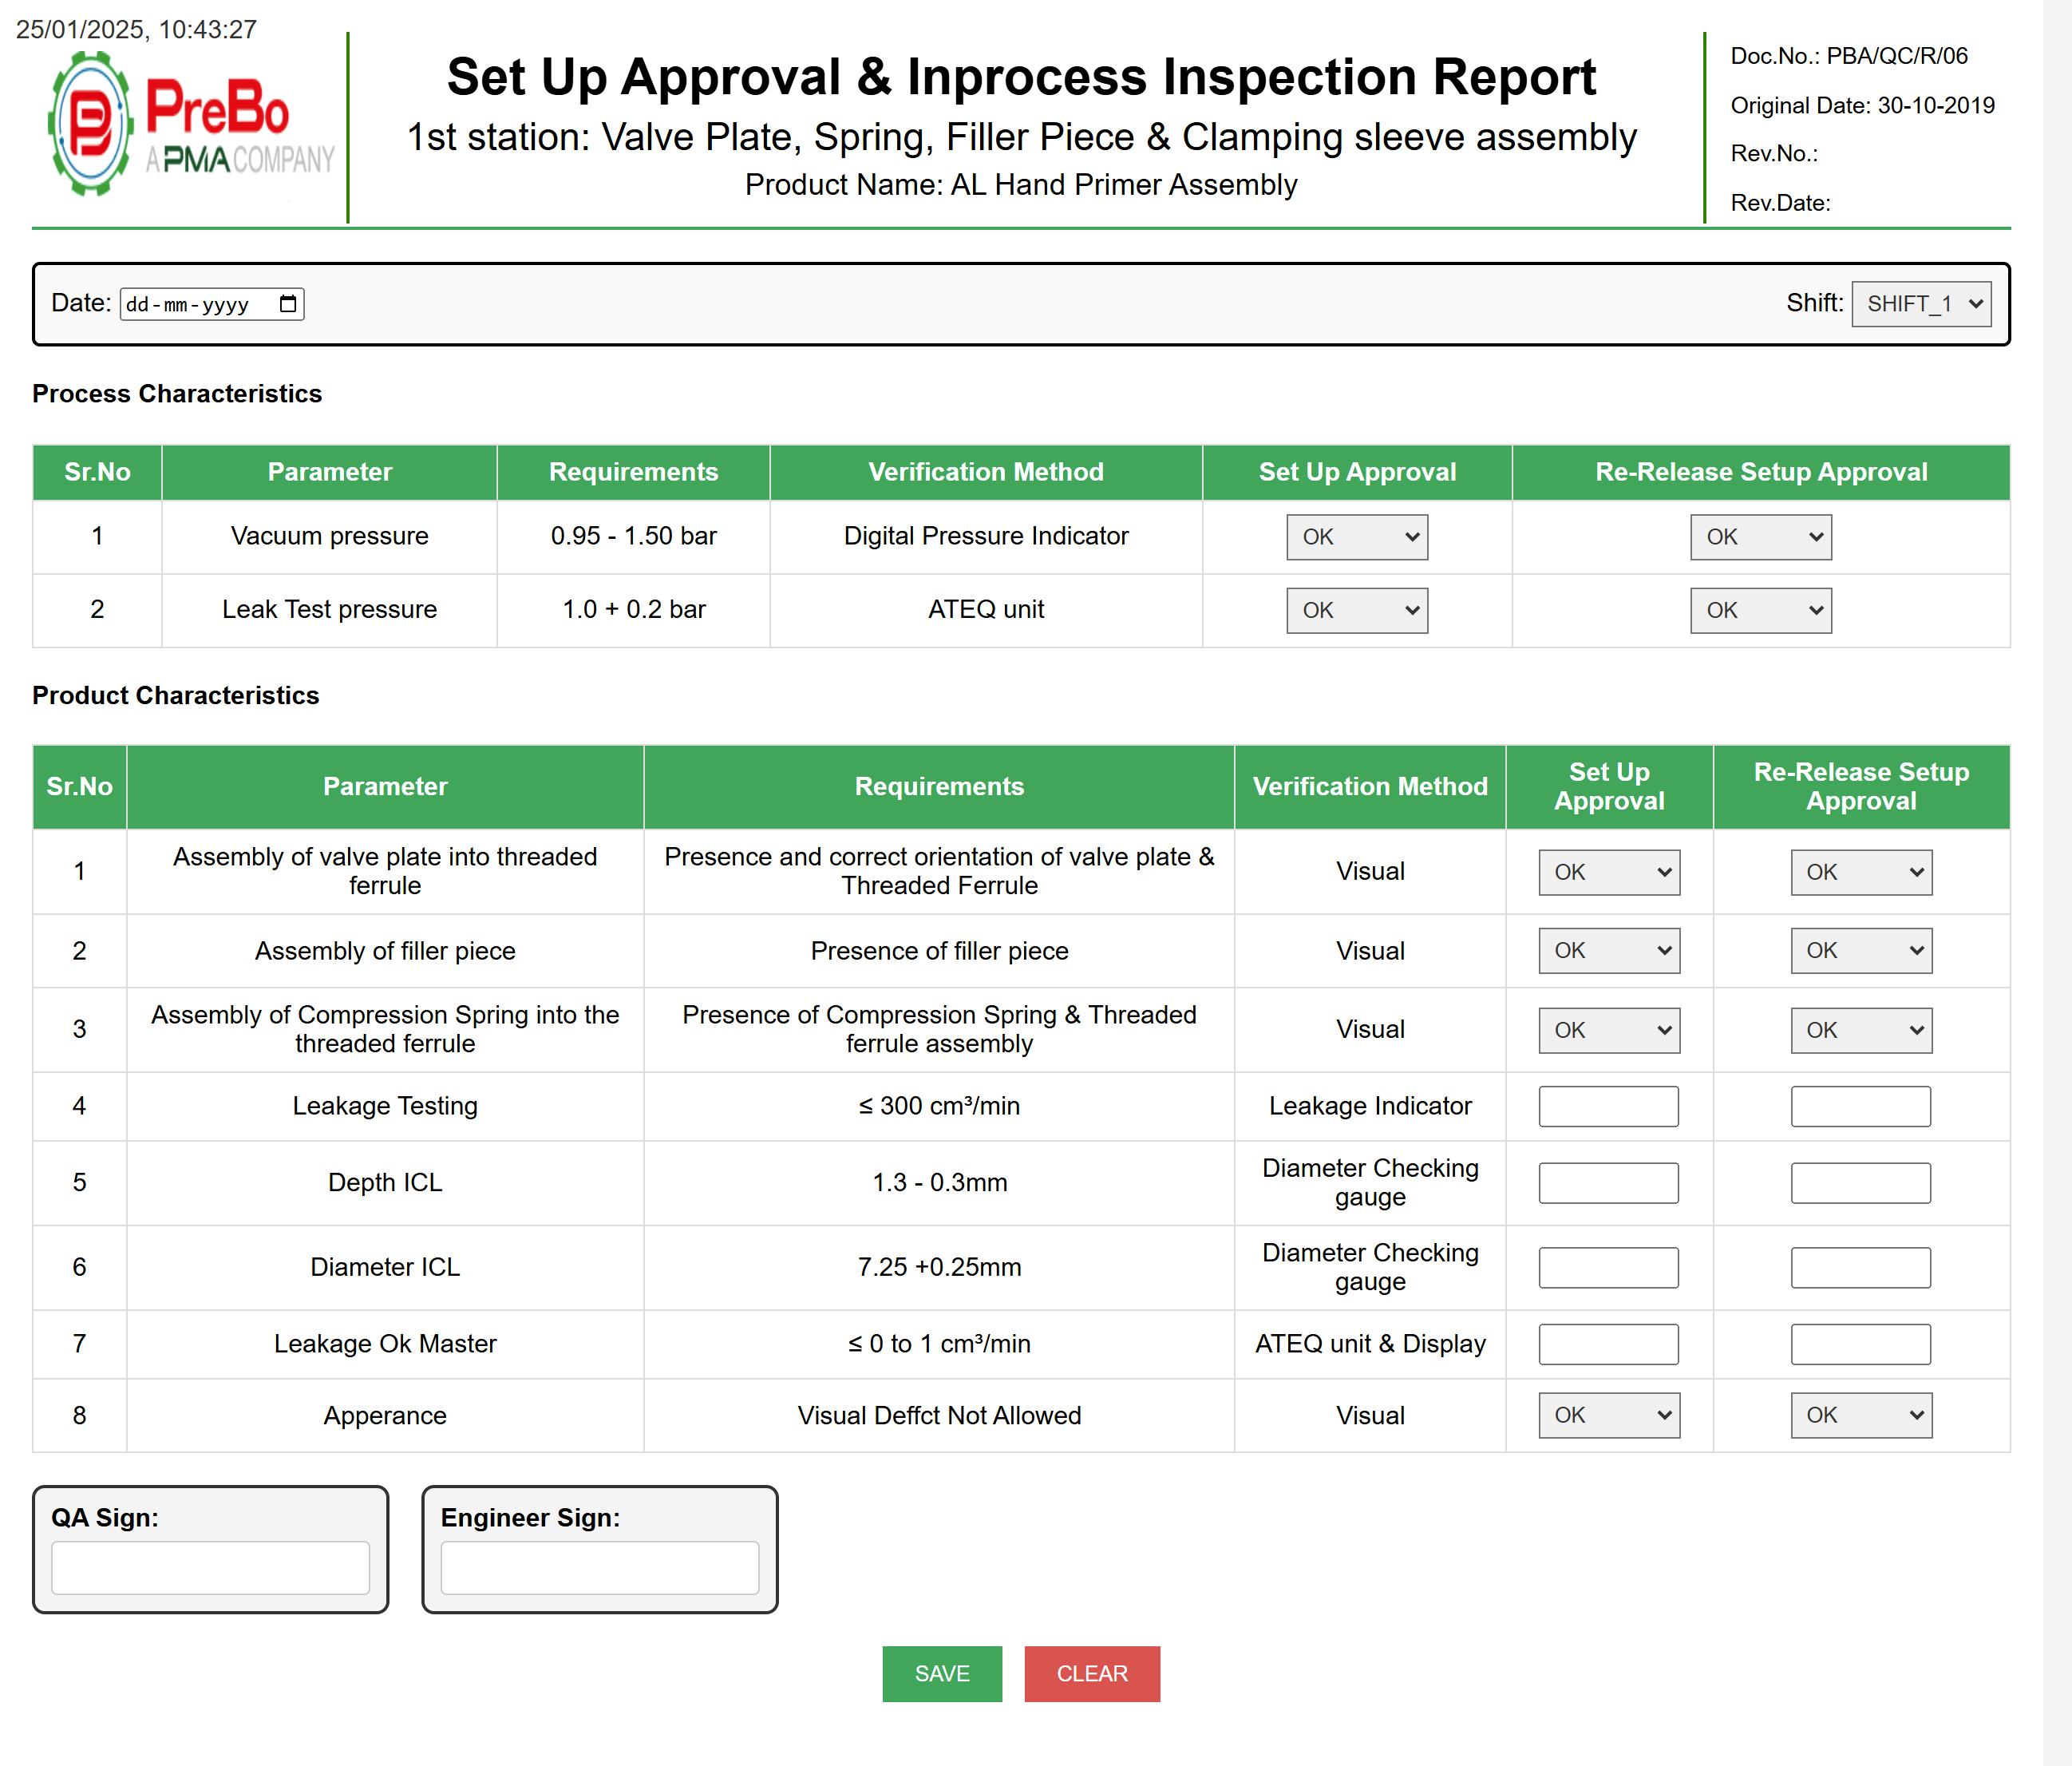 25/01/2025, 10:43:27
PreBo
A PMA COMPANY
Set Up Approval & Inprocess Inspection Report
1st station: Valve Plate, Spring, Filler Piece & Clamping sleeve assembly
Product Name: AL Hand Primer Assembly
Doc.No.: PBA/QC/R/06
Original Date: 30-10-2019
Rev.No.:
Rev.Date:
Date: dd-mm-yyyy
Shift: SHIFT_1
Process Characteristics
Sr.No Parameter Requirements Verification Method Set Up Approval Re-Release Setup Approval
1 Vacuum pressure 0.95 - 1.50 bar Digital Pressure Indicator OK OK
2 Leak Test pressure 1.0 + 0.2 bar ATEQ unit OK OK
Product Characteristics
Sr.No Parameter Requirements Verification Method Set Up Approval Re-Release Setup Approval
1 Assembly of valve plate into threaded ferrule Presence and correct orientation of valve plate & Threaded Ferrule Visual OK OK
2 Assembly of filler piece Presence of filler piece Visual OK OK
3 Assembly of Compression Spring into the threaded ferrule Presence of Compression Spring & Threaded ferrule assembly Visual OK OK
4 Leakage Testing ≤ 300 cm³/min Leakage Indicator
5 Depth ICL 1.3 - 0.3mm Diameter Checking gauge
6 Diameter ICL 7.25 +0.25mm Diameter Checking gauge
7 Leakage Ok Master ≤ 0 to 1 cm³/min ATEQ unit & Display
8 Apperance Visual Deffct Not Allowed Visual OK OK
QA Sign:
Engineer Sign:
SAVE
CLEAR